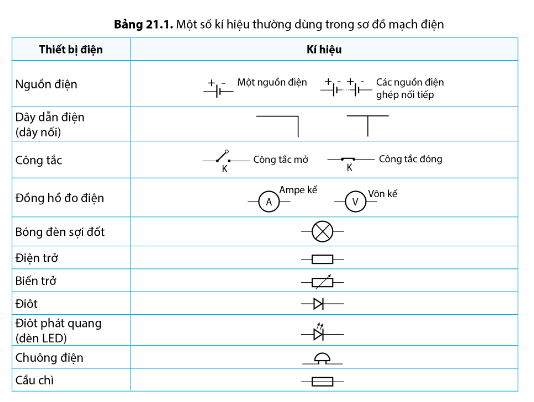 Bảng 21.1. Một số kí hiệu thường dùng trong sơ đồ mạch điện
Thiết bị điện Kí hiệu
Nguồn điện + - Một nguồn điện + - + - Các nguồn điện
ghép nối tiếp
Dây dẫn điện
(dây nối)
Công tắc K Công tắc mở K Công tắc đóng
Đồng hồ đo điện A Ampe kế V Vôn kế
Bóng đèn sợi đốt
Điện trở
Biến trở
Điôt
Điôt phát quang
(dèn LED)
Chuông điện
Cầu chì